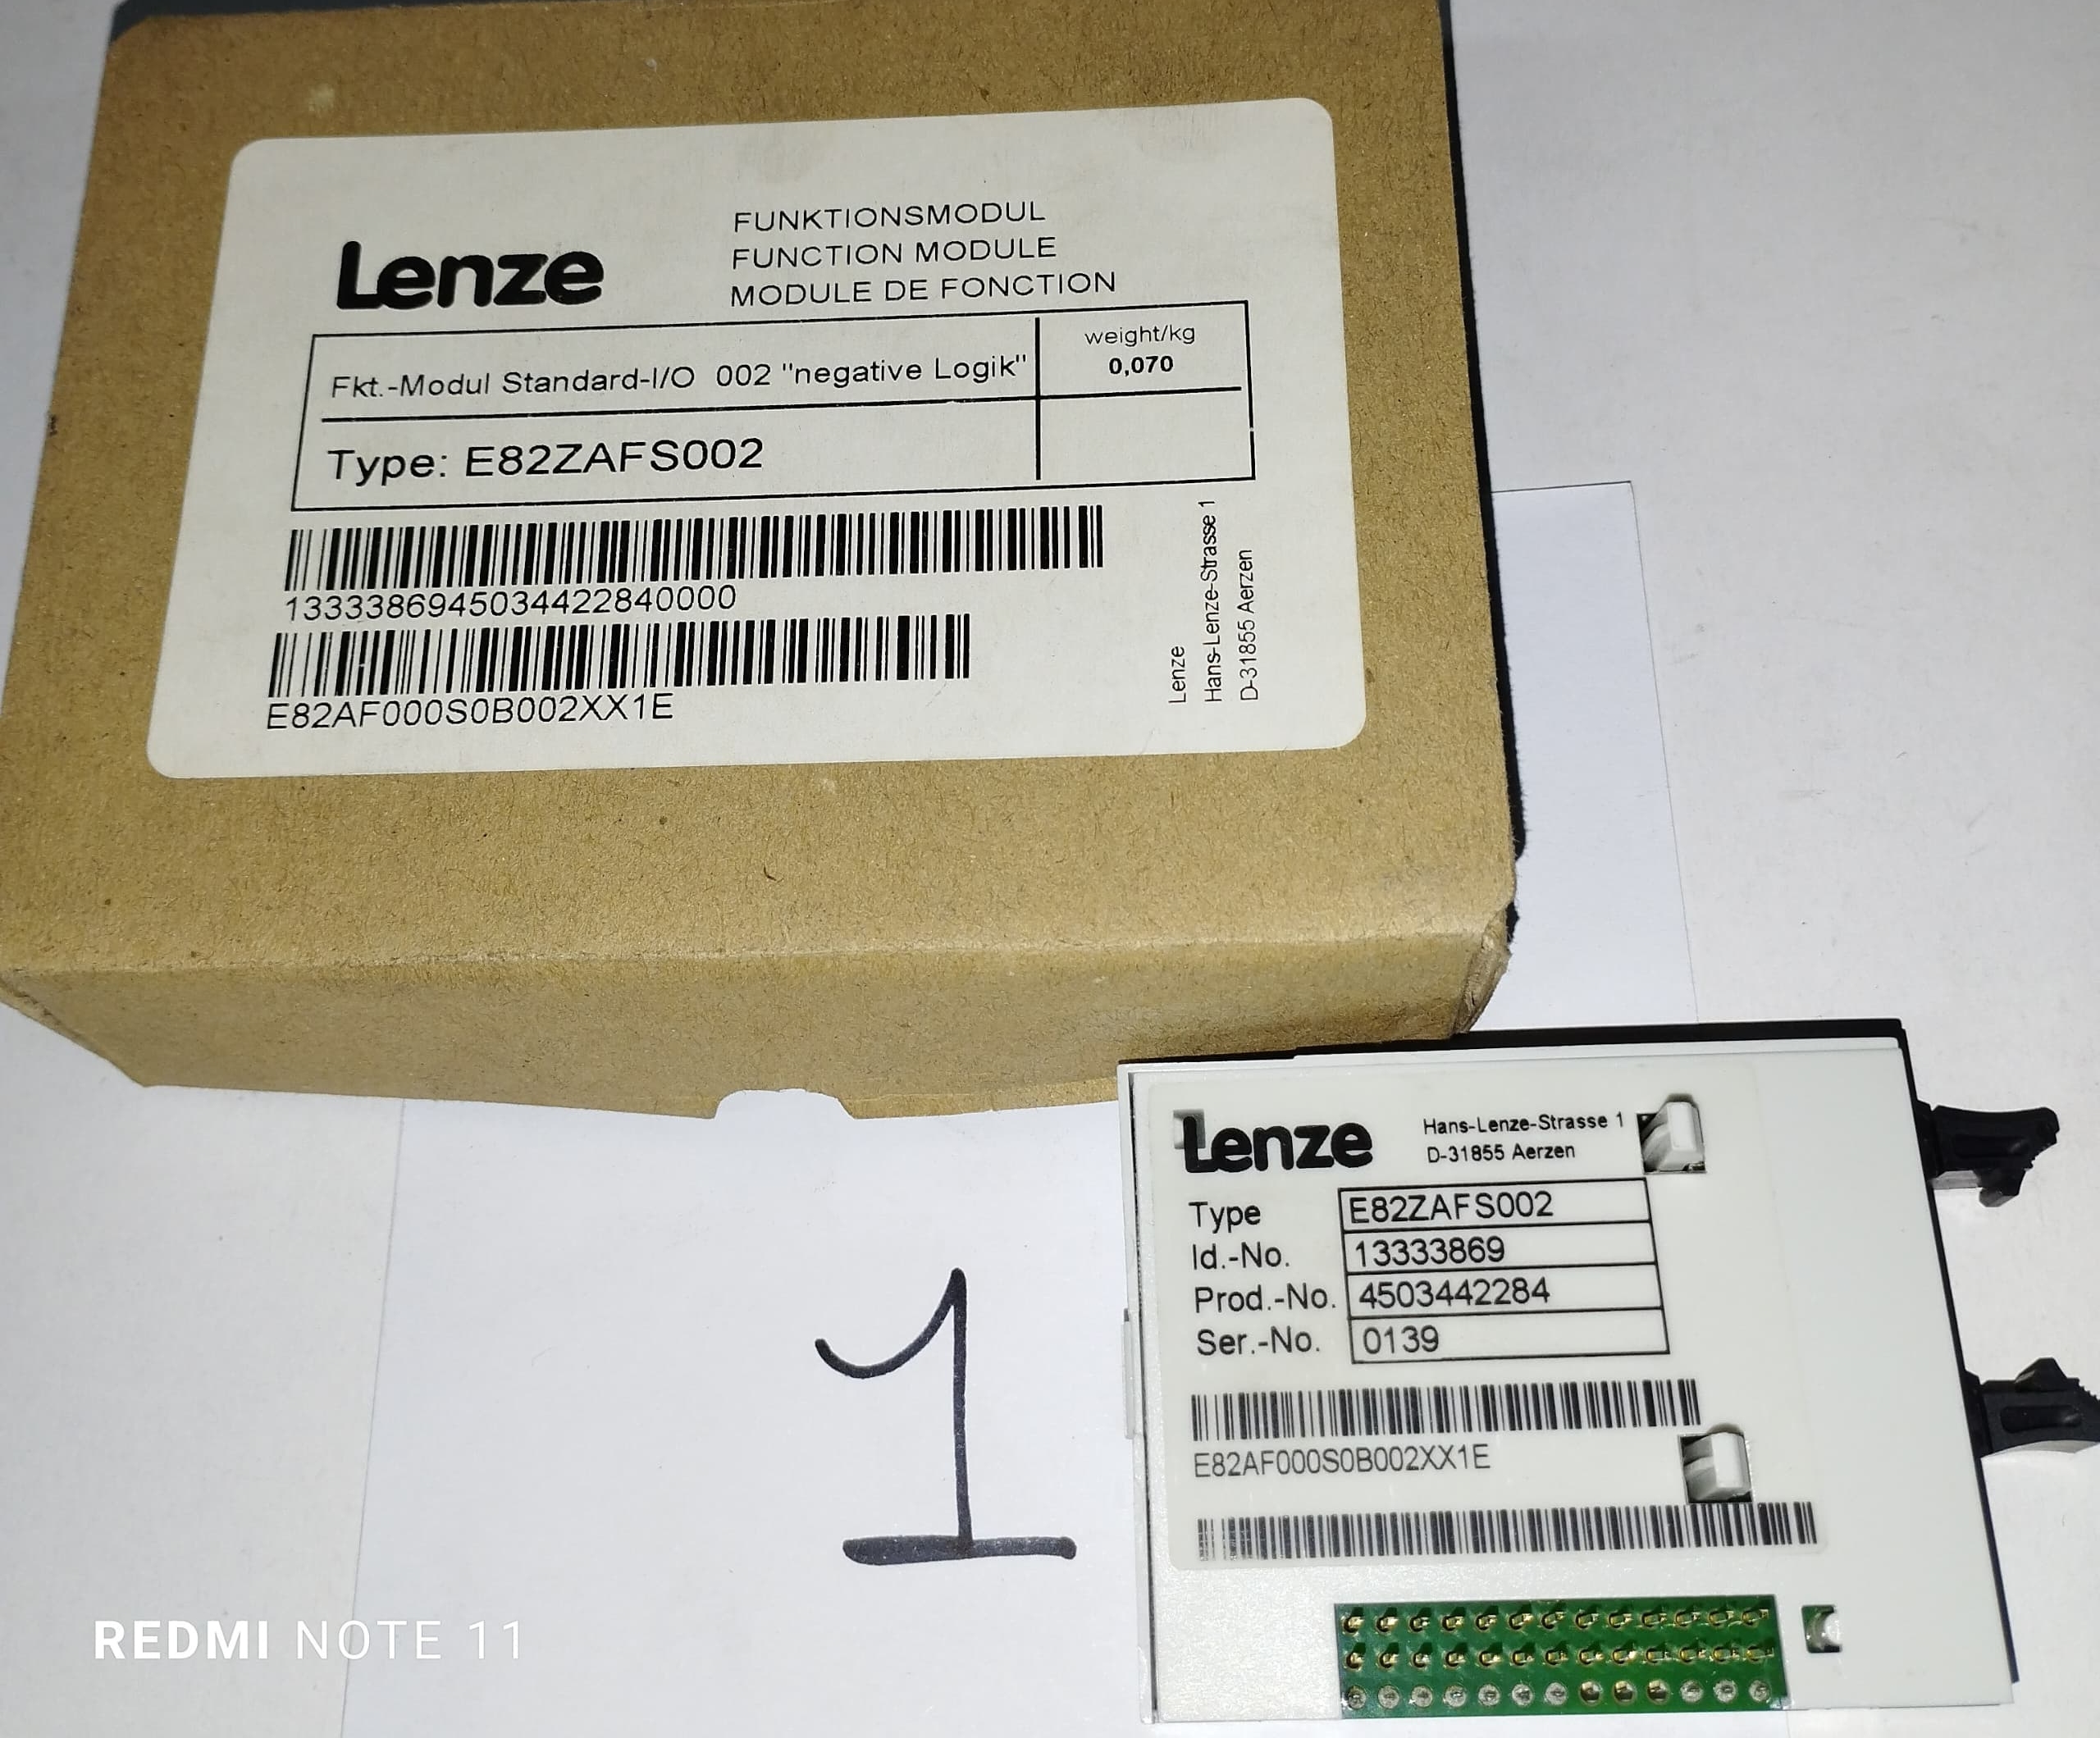 Lenze
FUNKTIONSMODUL
FUNCTION MODULE
MODULE DE FONCTION
Fkt.-Modul Standard-I/O 002 "negative Logik"
weight/kg
0,070
Type: E82ZAFS002
1333386945034422840000
E82AF000S0B002XX1E
Lenze
Hans-Lenze-Strasse 1
D-31855 Aerzen
Lenze
Hans-Lenze-Strasse 1
D-31855 Aerzen
Type E82ZAFS002
Id.-No. 13333869
Prod.-No. 4503442284
Ser.-No. 0139
E82AF000S0B002XX1E
1
REDMI NOTE 11